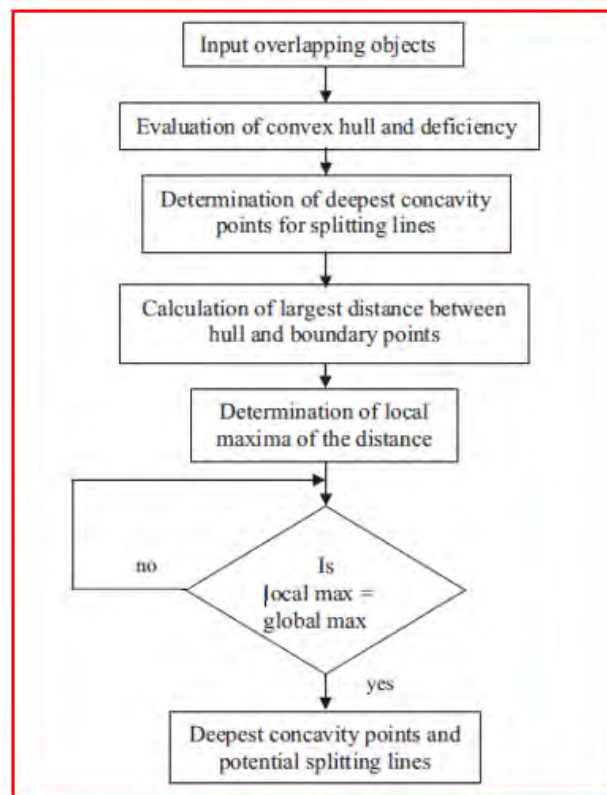 Input overlapping objects
Evaluation of convex hull and deficiency
Determination of deepest concavity
points for splitting lines
Calculation of largest distance between
hull and boundary points
Determination of local
maxima of the distance
no
Is
local max =
global max
yes
Deepest concavity points and
potential splitting lines